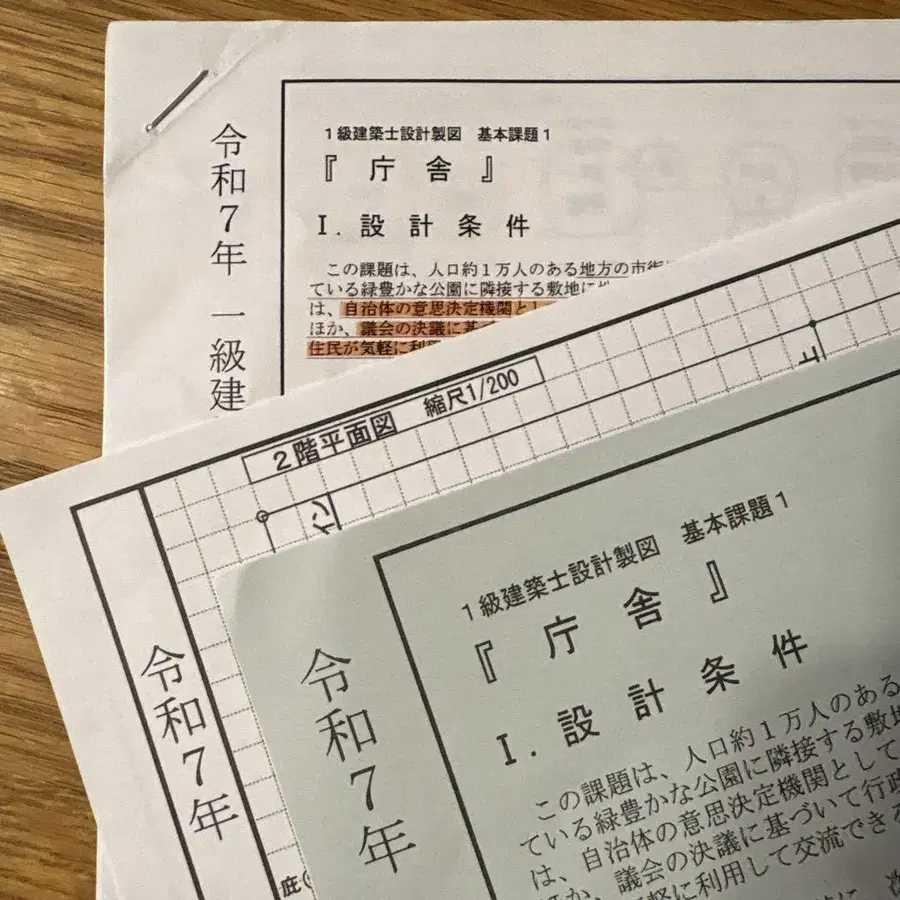 令和7年 一級建
1級建築士設計製図 基本課題1
『庁舎』
Ⅰ.設計条件
この課題は、人口約1万人のある地方の市街
ている緑豊かな公園に隣接する敷地に
は、自治体の意思決定機関とし
ほか、議会の決議に基づ
住民が気軽に利
2階平面図 縮尺1/200
令和7年
庇
令和7年
1級建築士設計製図 基本課題1
『庁舎』
Ⅰ.設計条件
この課題は、人口約1万人のある
ている緑豊かな公園に隣接する敷地
は、自治体の意思決定機関として
ほか、議会の決議に基づいて行政
軽に利用して交流できる